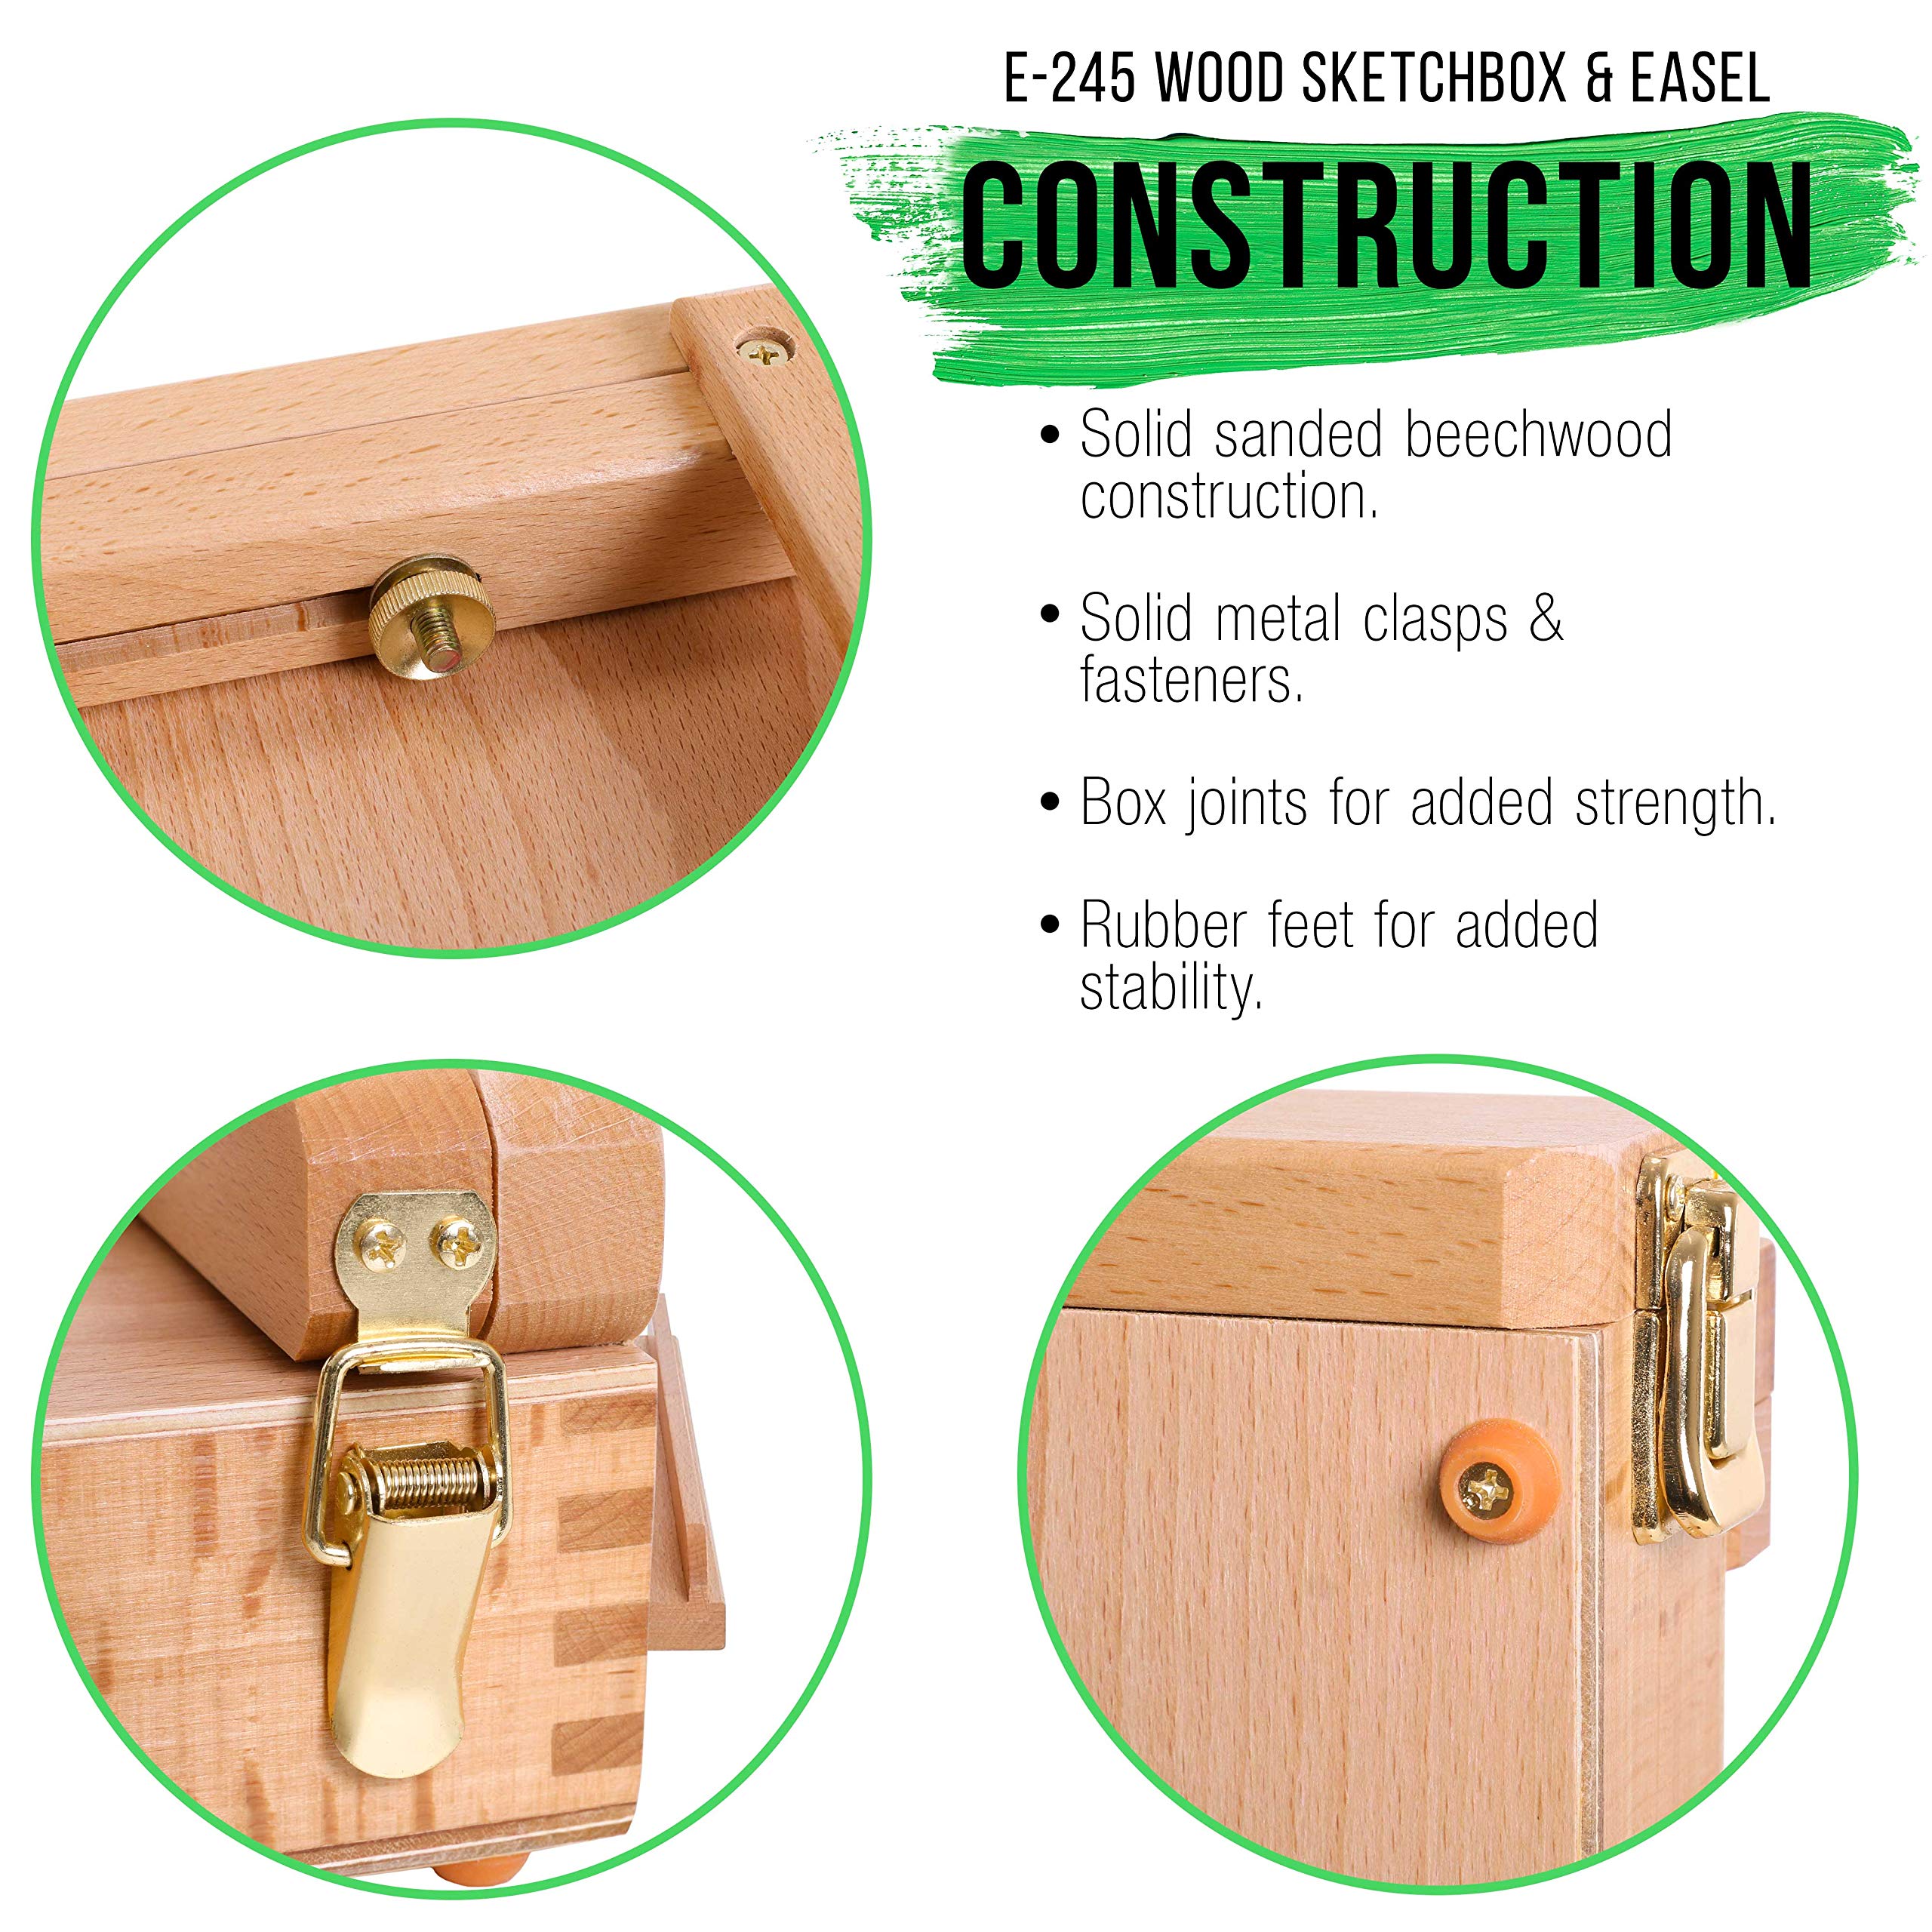 E-245 WOOD SKETCHBOX & EASEL
CONSTRUCTION
• Solid sanded beechwood
construction.
• Solid metal clasps &
fasteners.
• Box joints for added strength.
• Rubber feet for added
stability.